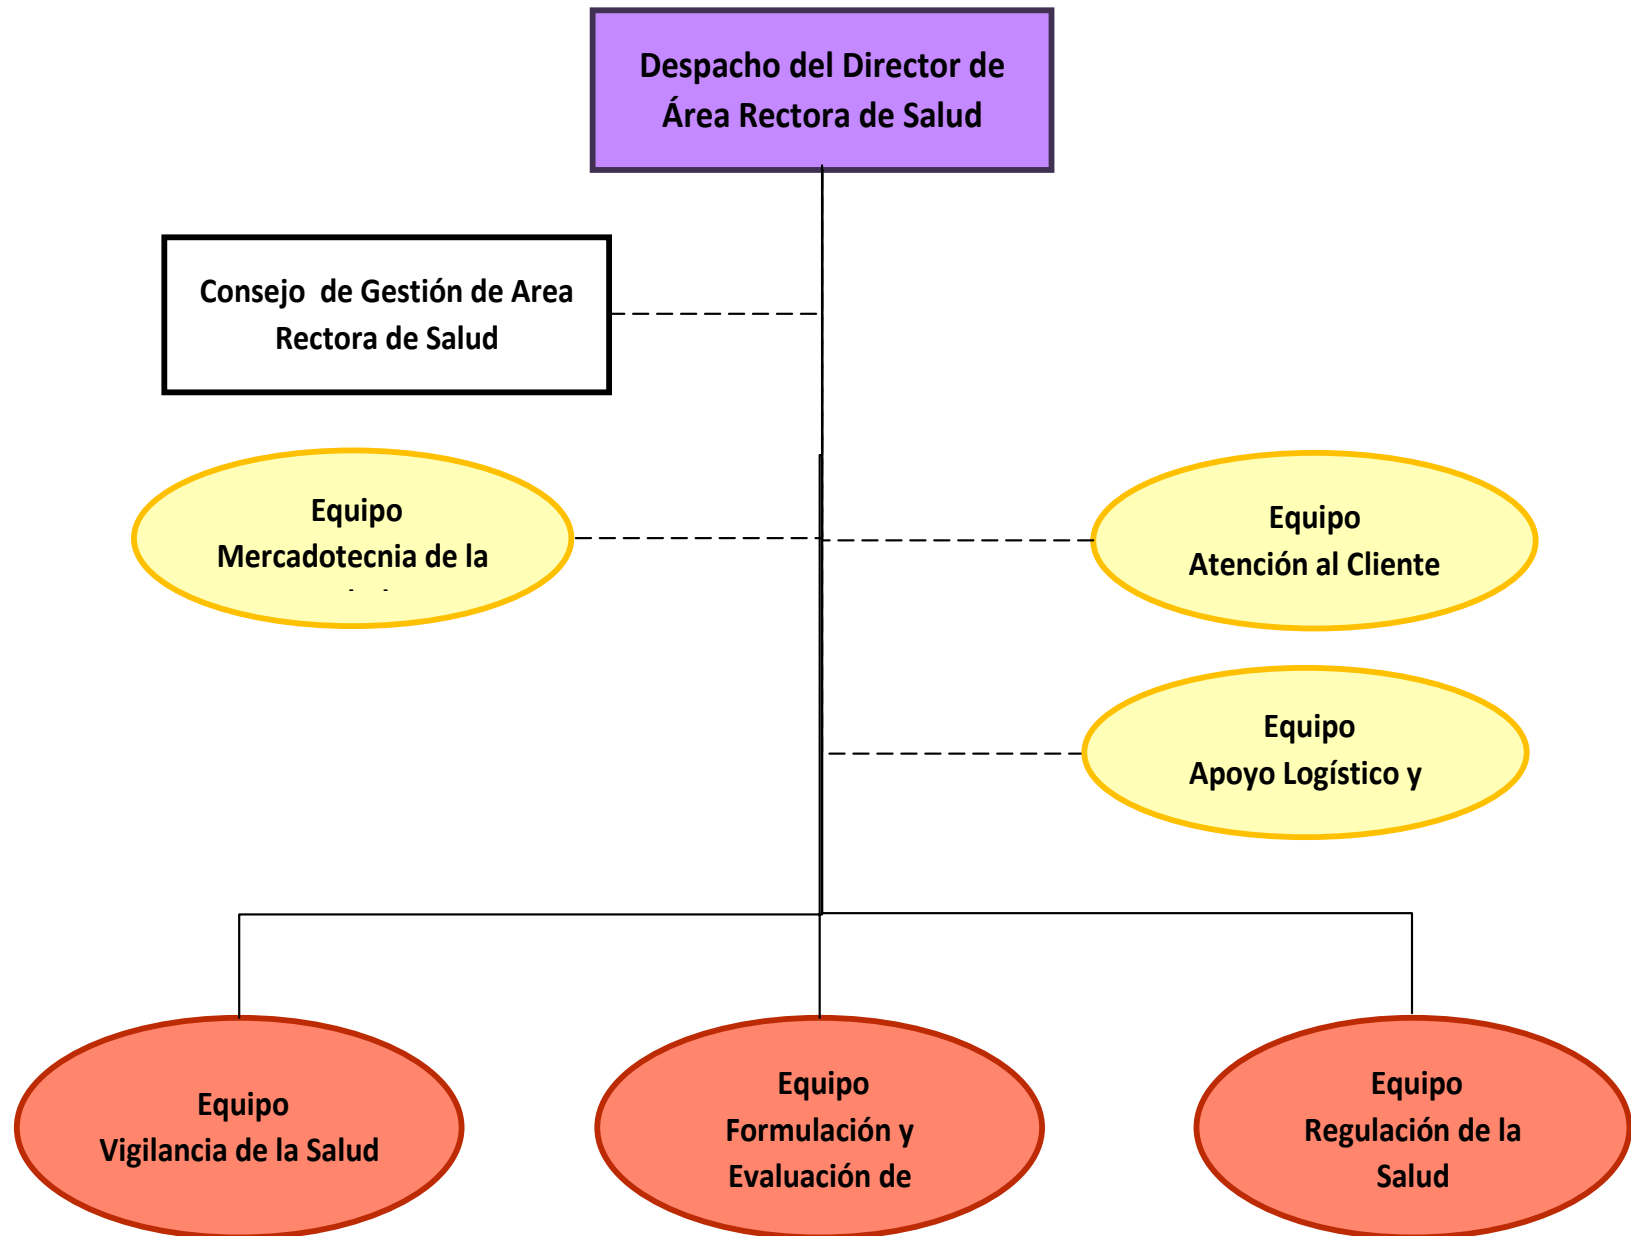 Despacho del Director de
Área Rectora de Salud
Consejo de Gestión de Area
Rectora de Salud
Equipo
Mercadotecnia de la
Equipo
Atención al Cliente
Equipo
Apoyo Logístico y
Equipo
Vigilancia de la Salud
Equipo
Formulación y
Evaluación de
Equipo
Regulación de la
Salud